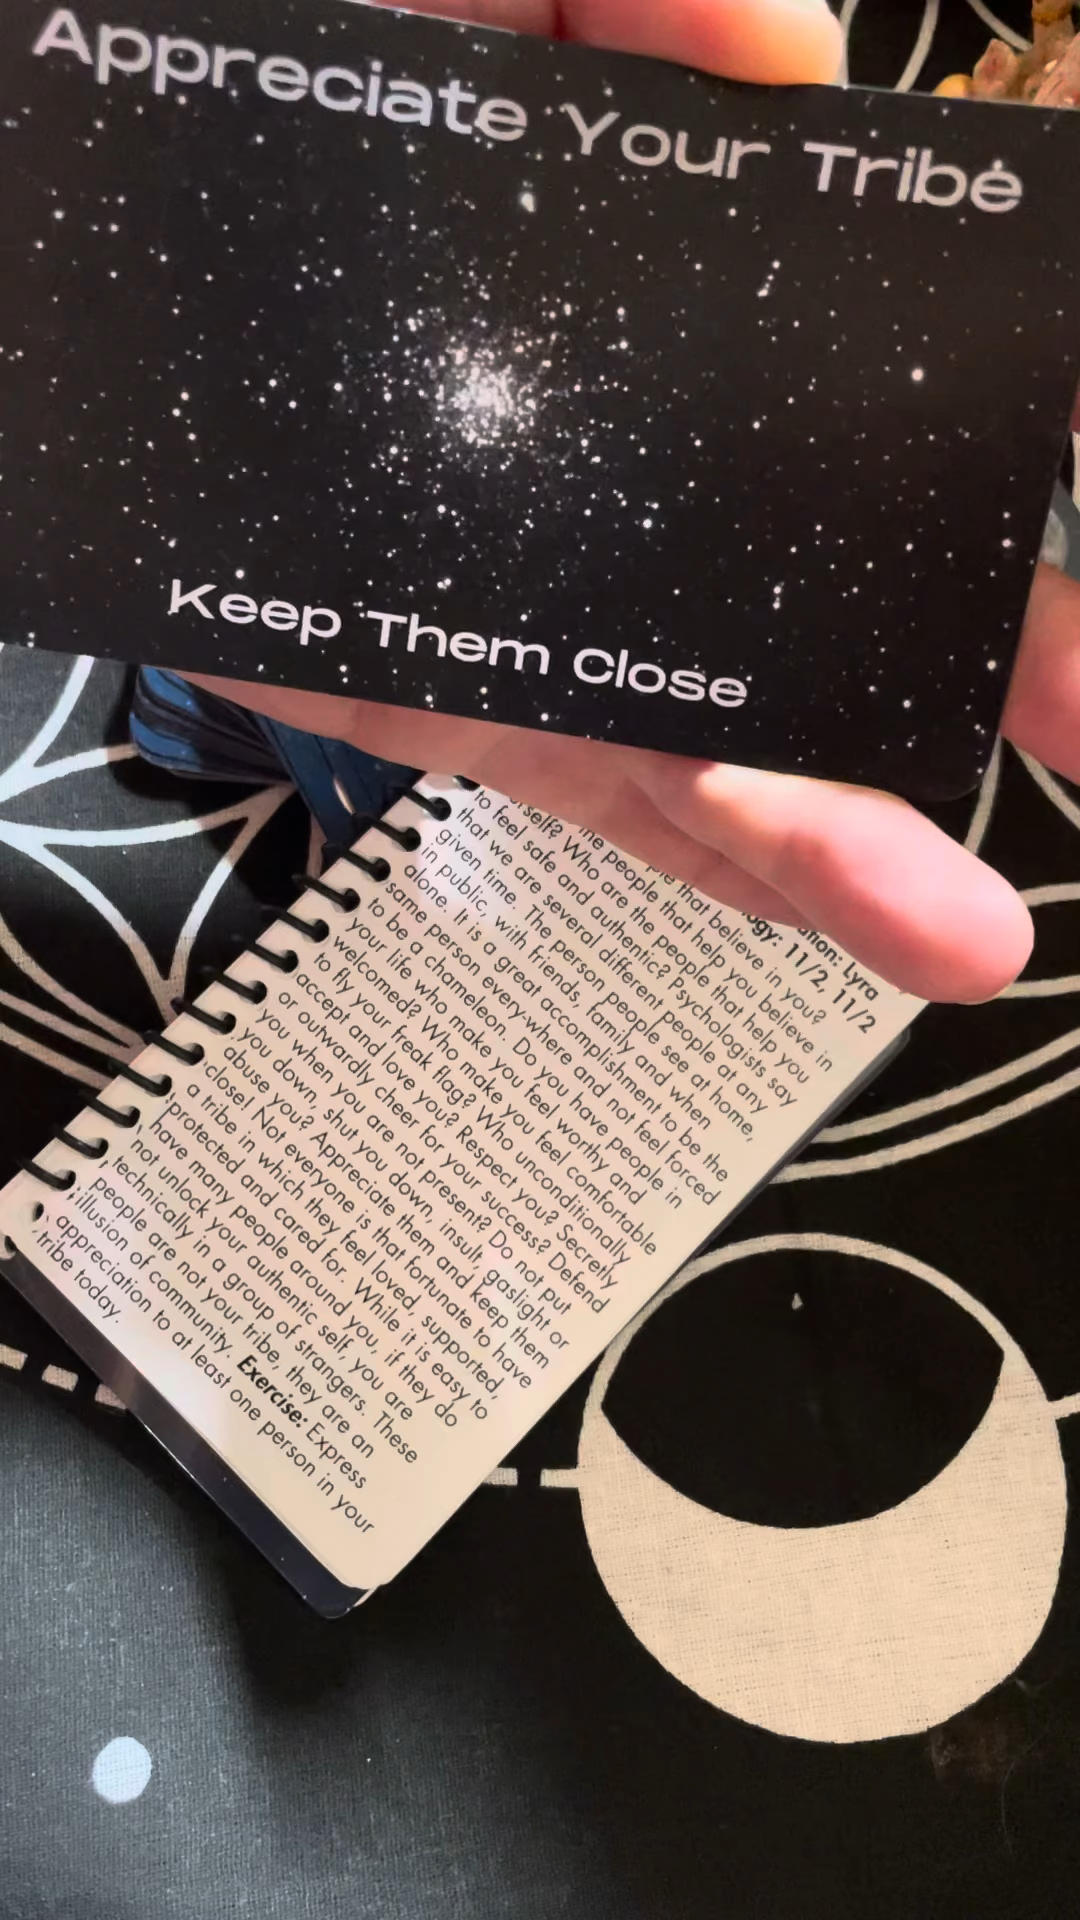 Appreciate Your Tribe
Keep Them Close
Lyra
11/2, 11/2
that believe in you?
the people that help you believe in
Who are the people that help you
to feel safe and authentic? Psychologists say
that we are several different people at any
given time. The person people see at home,
in public, with friends, family and when
alone. It is a great accomplishment to be the
same person every-where and not feel forced
to be a chameleon. Do you have people in
your life who make you feel worthy and
welcomed? Who make you feel comfortable
to fly your freak flag? Who unconditionally
accept and love you? Respect you? Secretly
or outwardly cheer for your success? Defend
you when you are not present? Do not put
you down, shut you down, insult, gaslight or
abuse you? Appreciate them and keep them
close! Not everyone is that fortunate to have
a tribe in which they feel loved, supported,
protected and cared for. While it is easy to
have many people around you, if they do
not unlock your authentic self, you are
technically in a group of strangers. These
people are not your tribe, they are an
illusion of community. Exercise: Express
appreciation to at least one person in your
tribe today.